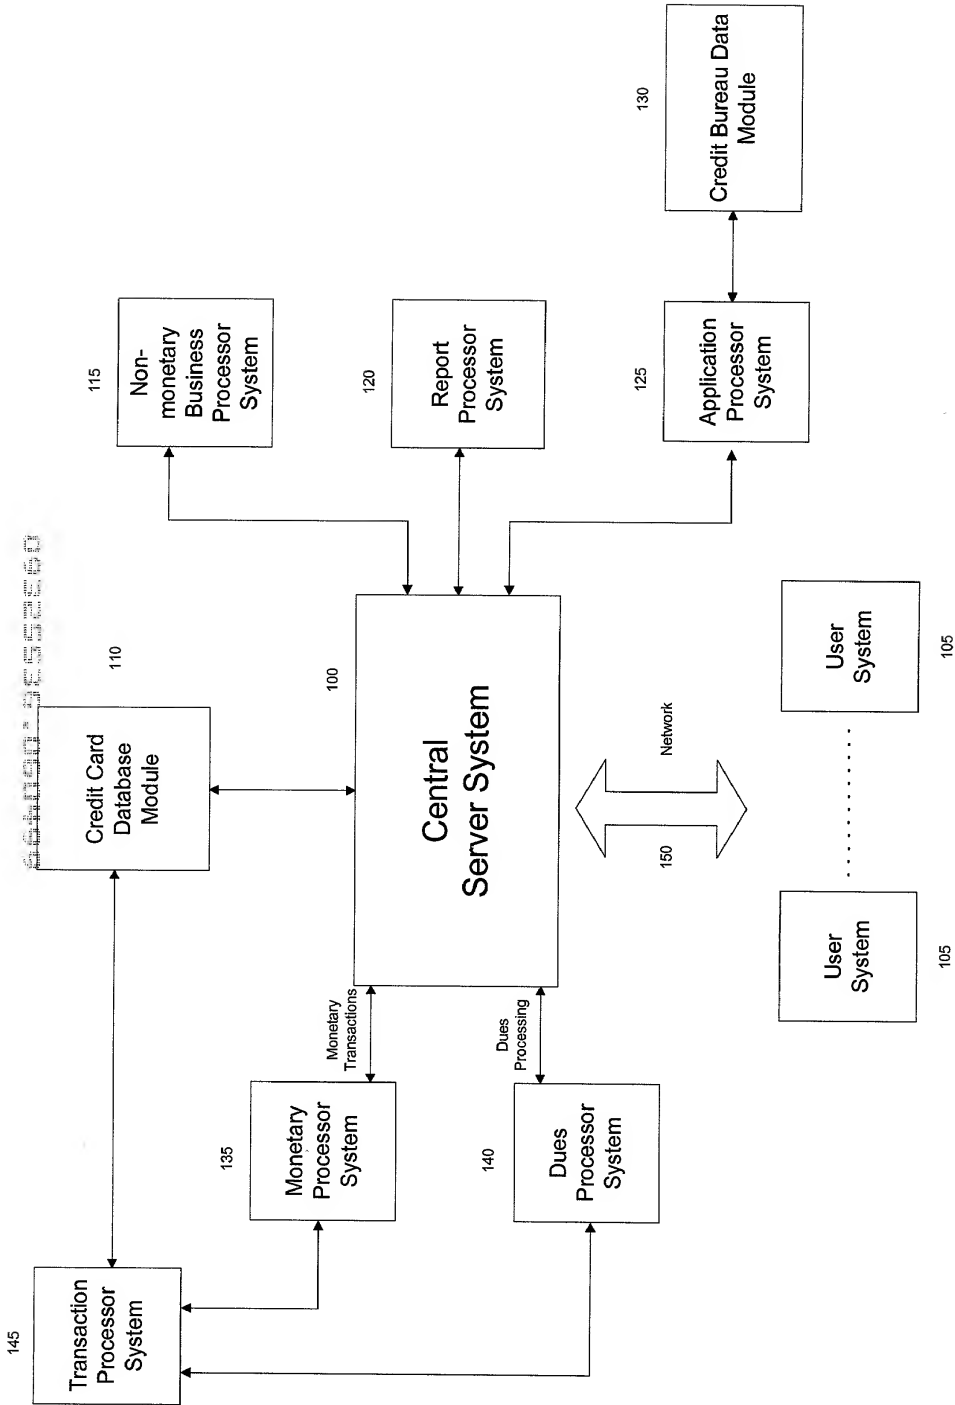 145
Transaction
Processor
System
110
Credit Card
Database
Module
115
Non-
monetary
Business
Processor
System
135
Monetary
Processor
System
Monetary
Transactions
100
Central
Server System
120
Report
Processor
System
140
Dues
Processor
System
Dues
Processing
125
Application
Processor
System
130
Credit Bureau Data
Module
150
Network
User
System
105
User
System
105